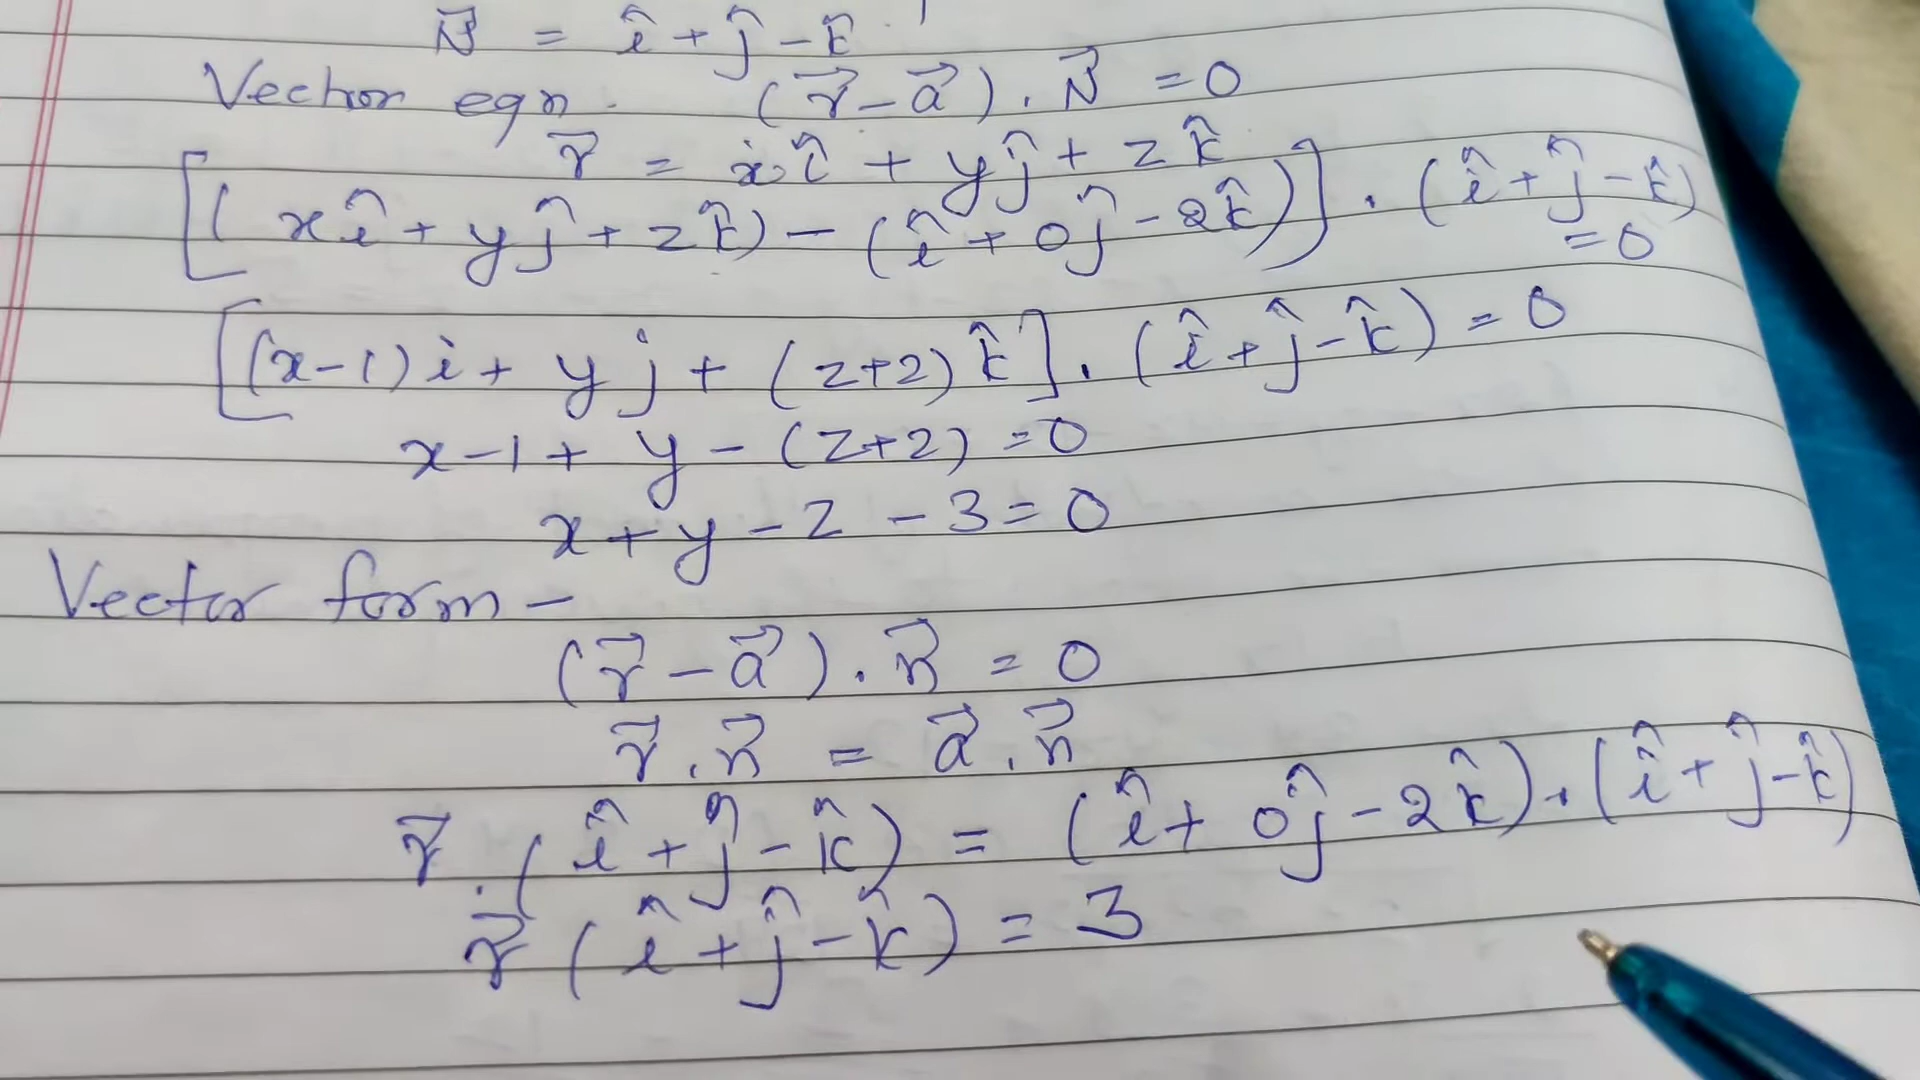 N⃗ = î + ĵ - k̂
Vector eqn. (r⃗ - a⃗) . N⃗ = 0
r⃗ = xî + yĵ + zk̂
[(xî + yĵ + zk̂) - (î + 0ĵ - 2k̂)] . (î + ĵ - k̂)
= 0
[(x-1)i + yj + (z+2)k̂] . (î + ĵ - k̂) = 0
x-1 + y - (z+2) = 0
x + y - z - 3 = 0
Vector form -
(r⃗ - a⃗) . n⃗ = 0
r⃗ . n⃗ = a⃗ . n⃗
r⃗ . (î + ĵ - k̂) = (î + 0ĵ - 2k̂) . (î + ĵ - k̂)
r⃗ (î + ĵ - k̂) = 3